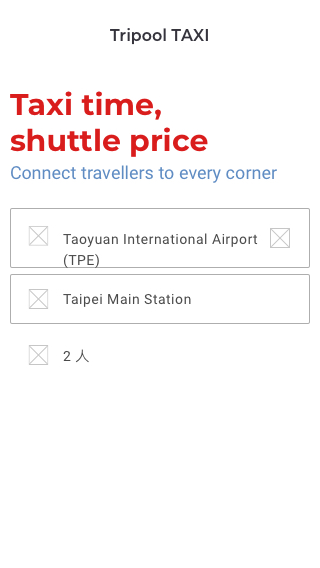 Tripool TAXI
Taxi time,
shuttle price
Connect travellers to every corner
Taoyuan International Airport
(TPE)
Taipei Main Station
2 人